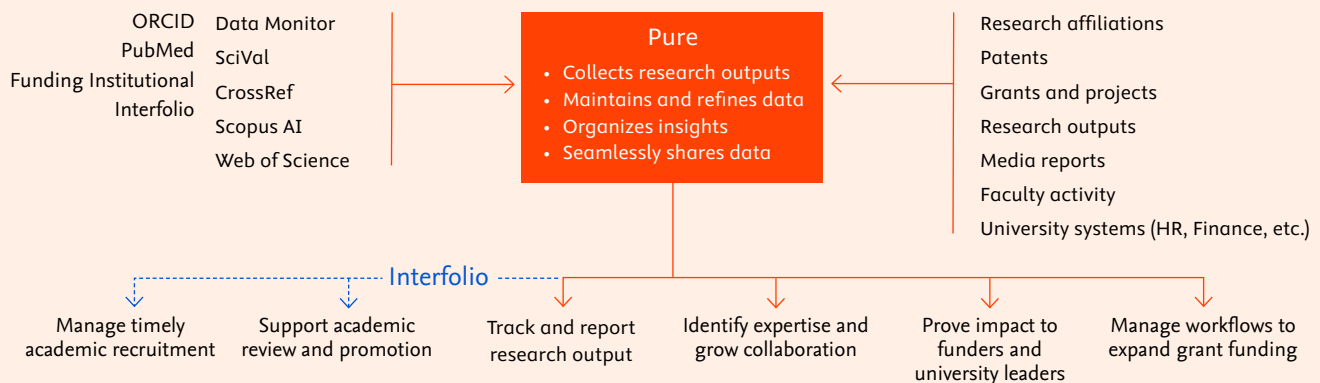 ORCID
PubMed
Funding Institutional
Interfolio
Data Monitor
SciVal
CrossRef
Scopus AI
Web of Science
Pure
• Collects research outputs
• Maintains and refines data
• Organizes insights
• Seamlessly shares data
Research affiliations
Patents
Grants and projects
Research outputs
Media reports
Faculty activity
University systems (HR, Finance, etc.)
Interfolio
Manage timely
academic recruitment
Support academic
review and promotion
Track and report
research output
Identify expertise and
grow collaboration
Prove impact to
funders and
university leaders
Manage workflows to
expand grant funding